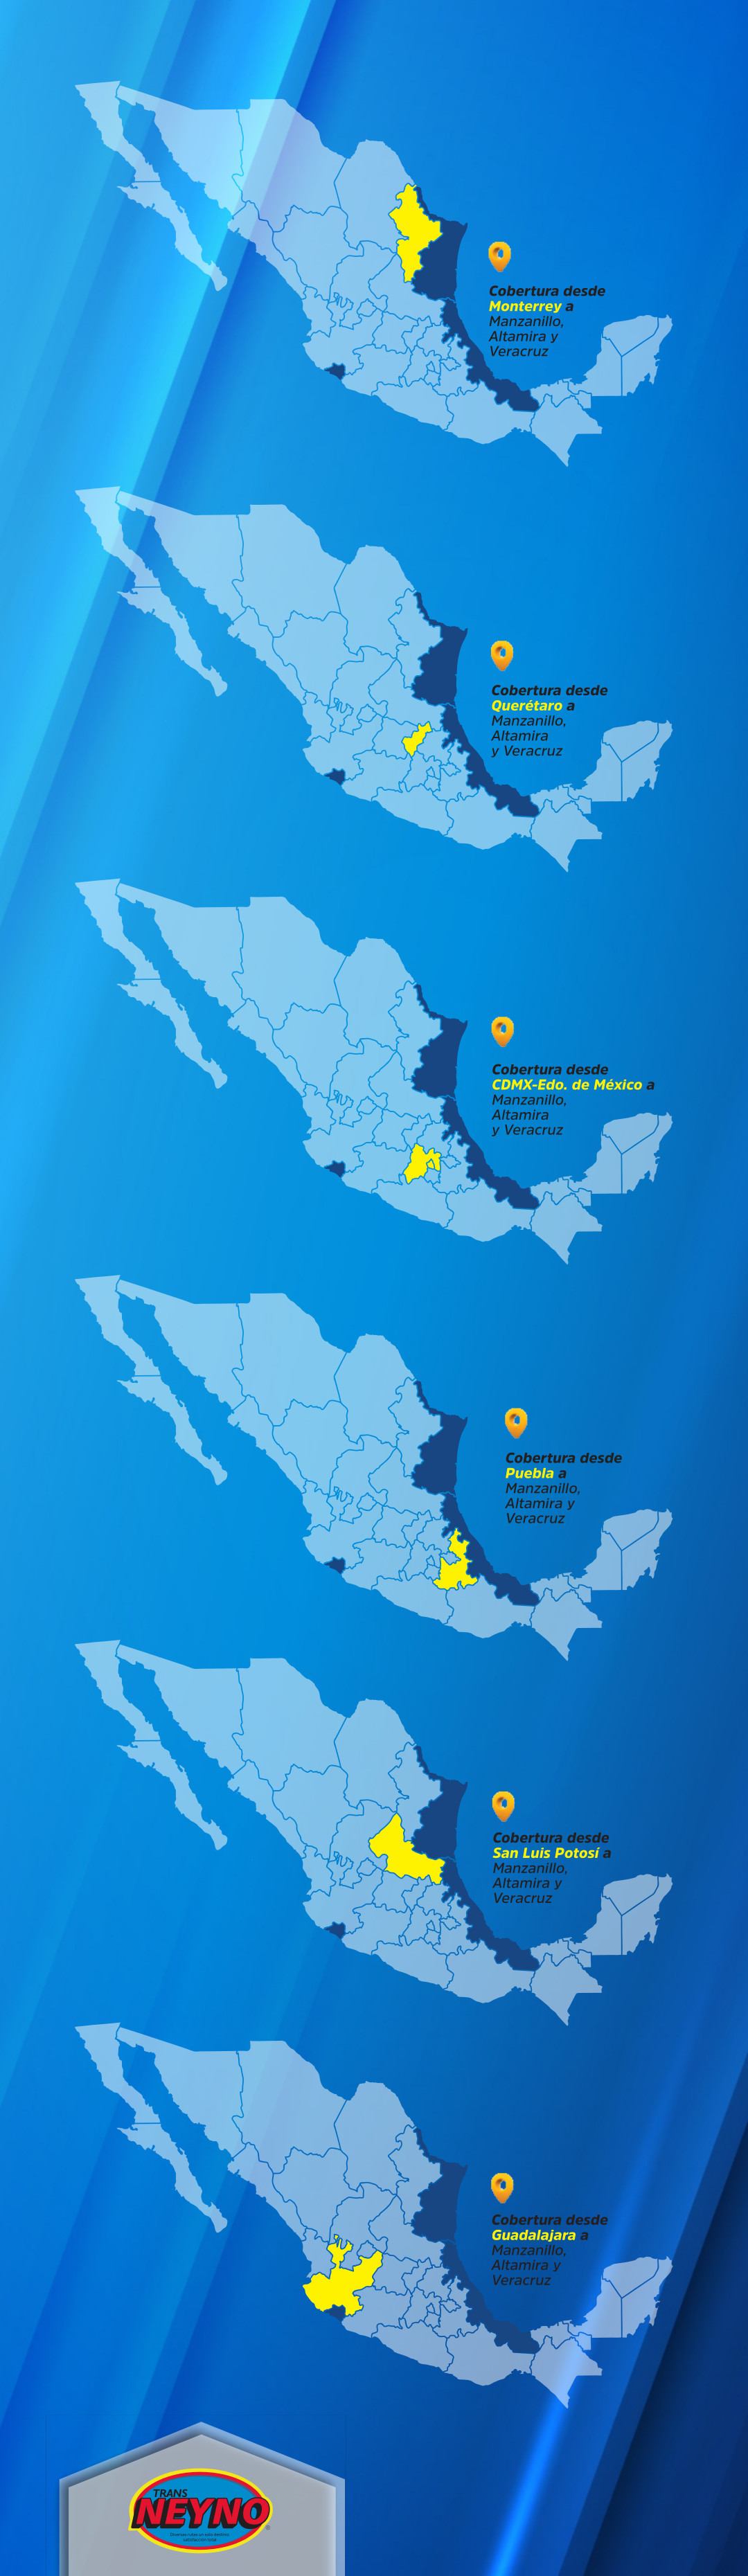 Cobertura desde
Monterrey a
Manzanillo,
Altamira y
Veracruz
Cobertura desde
Querétaro a
Manzanillo,
Altamira
y Veracruz
Cobertura desde
CDMX-Edo. de México a
Manzanillo,
Altamira
y Veracruz
Cobertura desde
Puebla a
Manzanillo,
Altamira y
Veracruz
Cobertura desde
San Luis Potosí a
Manzanillo,
Altamira y
Veracruz
Cobertura desde
Guadalajara a
Manzanillo,
Altamira y
Veracruz
TRANS
NEYNO